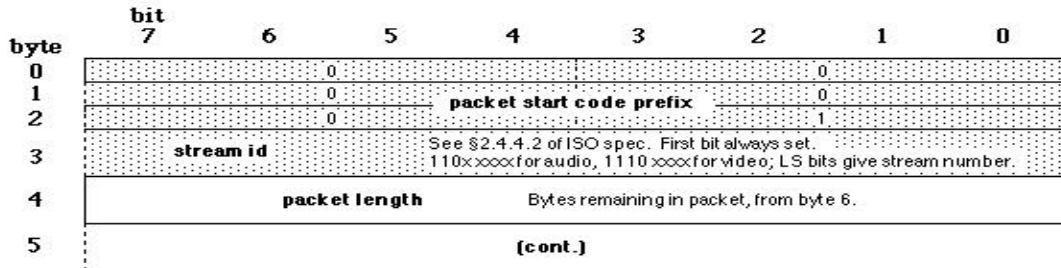 bit
byte 7 6 5 4 3 2 1 0
0 0 0
1 0 packet start code prefix 0
2 0 1
3 stream id See §2.4.4.2 of ISO spec. First bit always set.
110x xxxx for audio, 1110 xxxx for video; LS bits give stream number.
4 packet length Bytes remaining in packet, from byte 6.
5 (cont.)